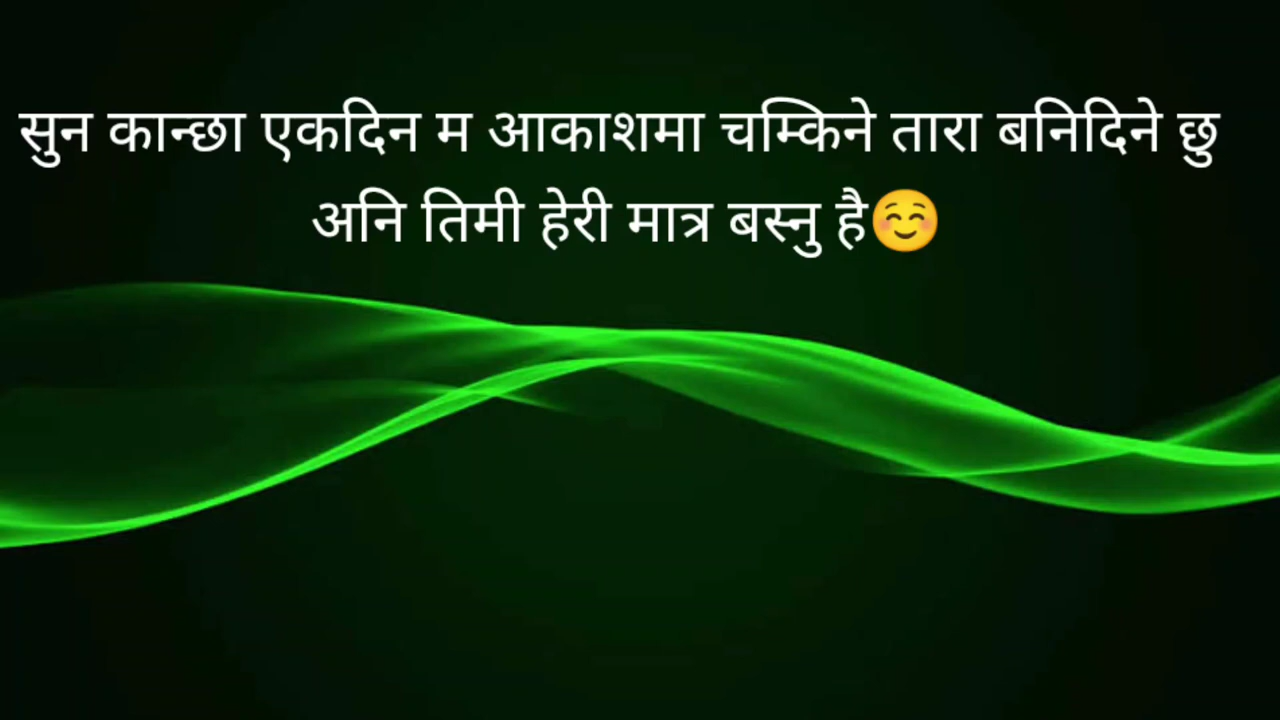 सुन कान्छा एकदिन म आकाशमा चम्किने तारा बनिदिने छु
अनि तिमी हेरी मात्र बस्नु है☺️